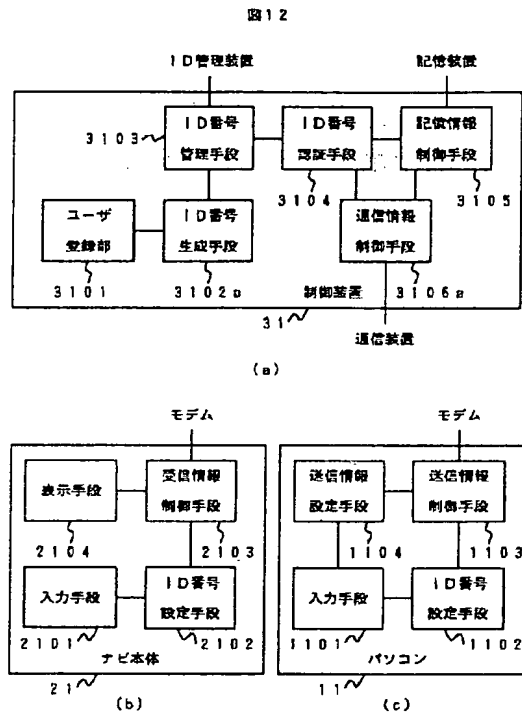 図12
ID管理装置
記憶装置
3103
ID番号
管理手段
ID番号
認証手段
記憶情報
制御手段
3104
3105
ユーザ
登録部
ID番号
生成手段
通信情報
制御手段
3101
3102a
3106a
制御装置
31
通信装置
(a)
モデム
モデム
表示手段
受信情報
制御手段
送信情報
設定手段
送信情報
制御手段
2104
2103
1104
1103
入力手段
ID番号
設定手段
入力手段
ID番号
設定手段
2101
2102
1101
1102
ナビ本体
パソコン
21
(b)
11
(c)